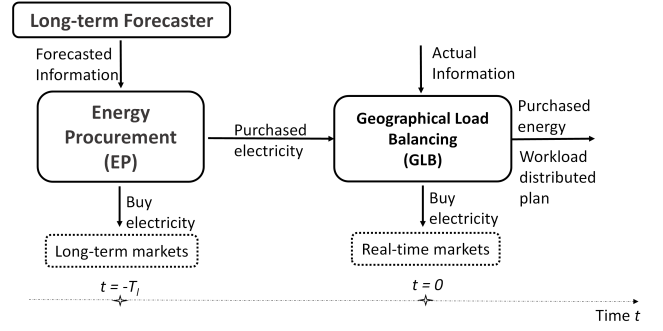 Long-term Forecaster
Forecasted
Information
Actual
Information
Energy
Procurement
(EP)
Purchased
electricity
Geographical Load
Balancing
(GLB)
Purchased
energy
Workload
distributed
plan
Buy
electricity
Buy
electricity
Long-term markets
Real-time markets
t = -Tl
t = 0
Time t